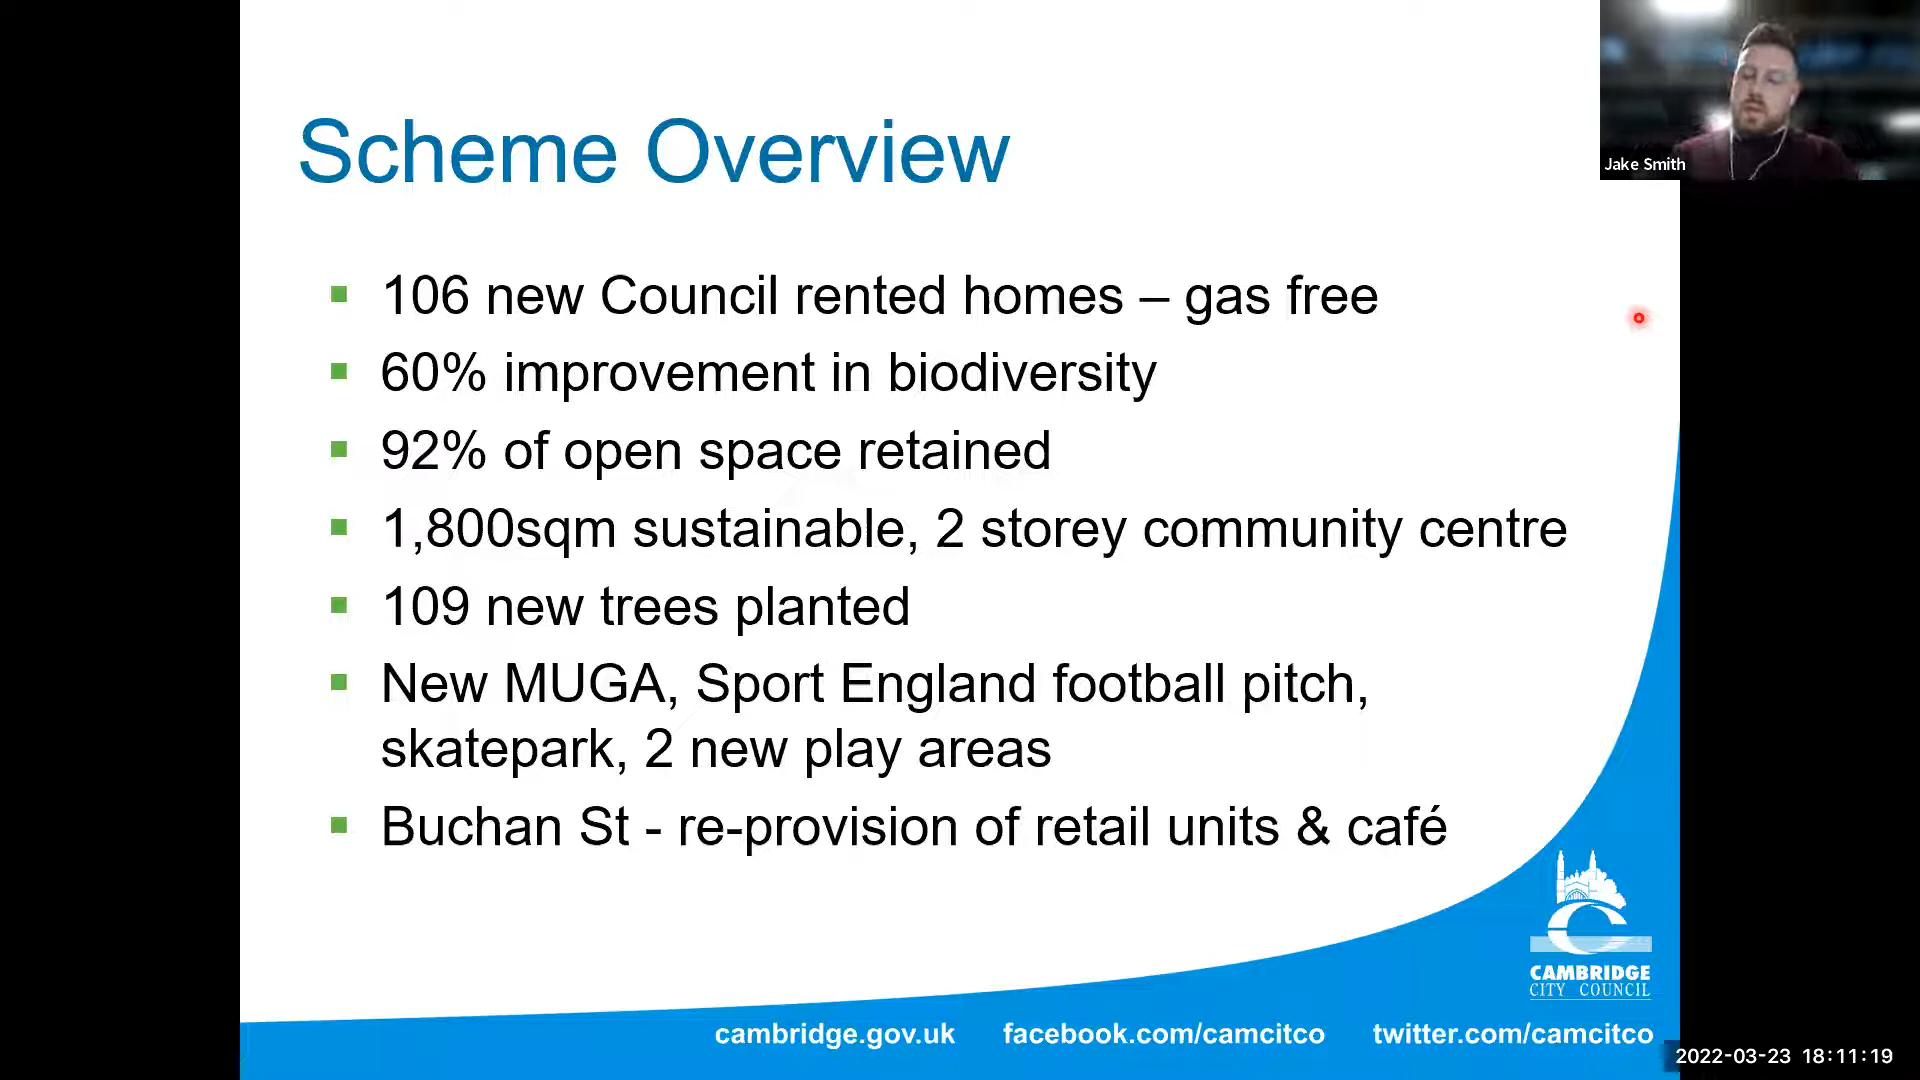 Jake Smith
Scheme Overview
▪ 106 new Council rented homes – gas free
▪ 60% improvement in biodiversity
▪ 92% of open space retained
▪ 1,800sqm sustainable, 2 storey community centre
▪ 109 new trees planted
▪ New MUGA, Sport England football pitch,
skatepark, 2 new play areas
▪ Buchan St - re-provision of retail units & café
CAMBRIDGE
CITY COUNCIL
cambridge.gov.uk facebook.com/camcitco twitter.com/camcitco
2022-03-23 18:11:19